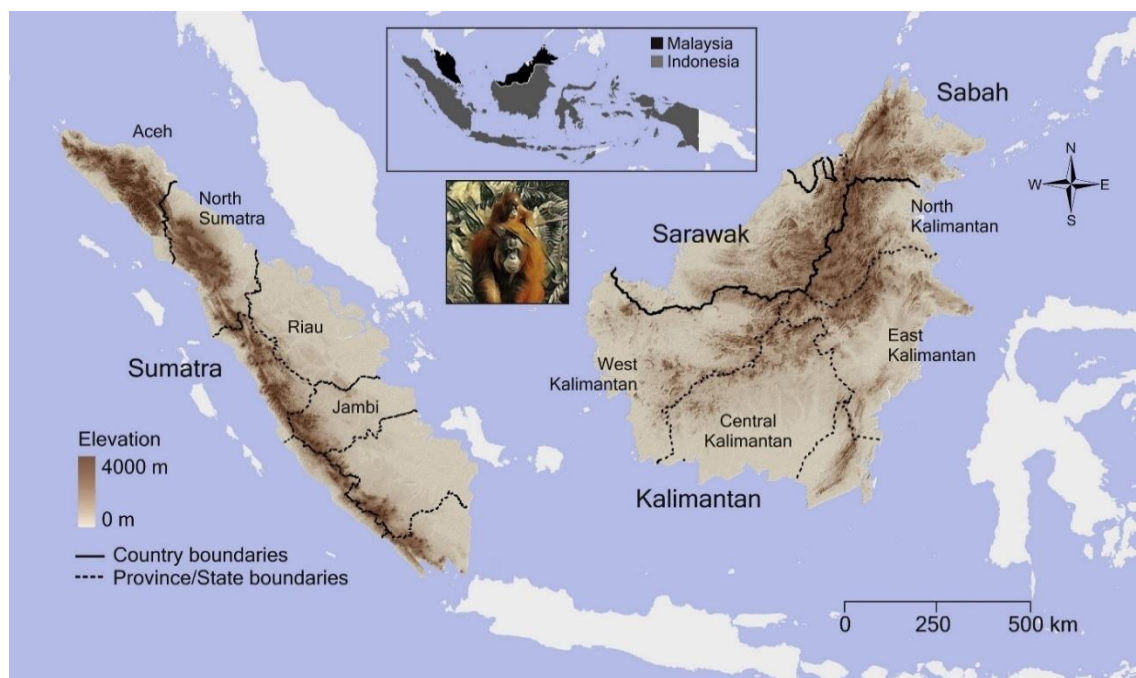 Malaysia
Indonesia
Sabah
Aceh
North
Sumatra
N
W
E
S
North
Kalimantan
Sarawak
Riau
East
Kalimantan
Sumatra
West
Kalimantan
Jambi
Central
Kalimantan
Elevation
4000 m
0 m
Kalimantan
Country boundaries
Province/State boundaries
0
250
500 km